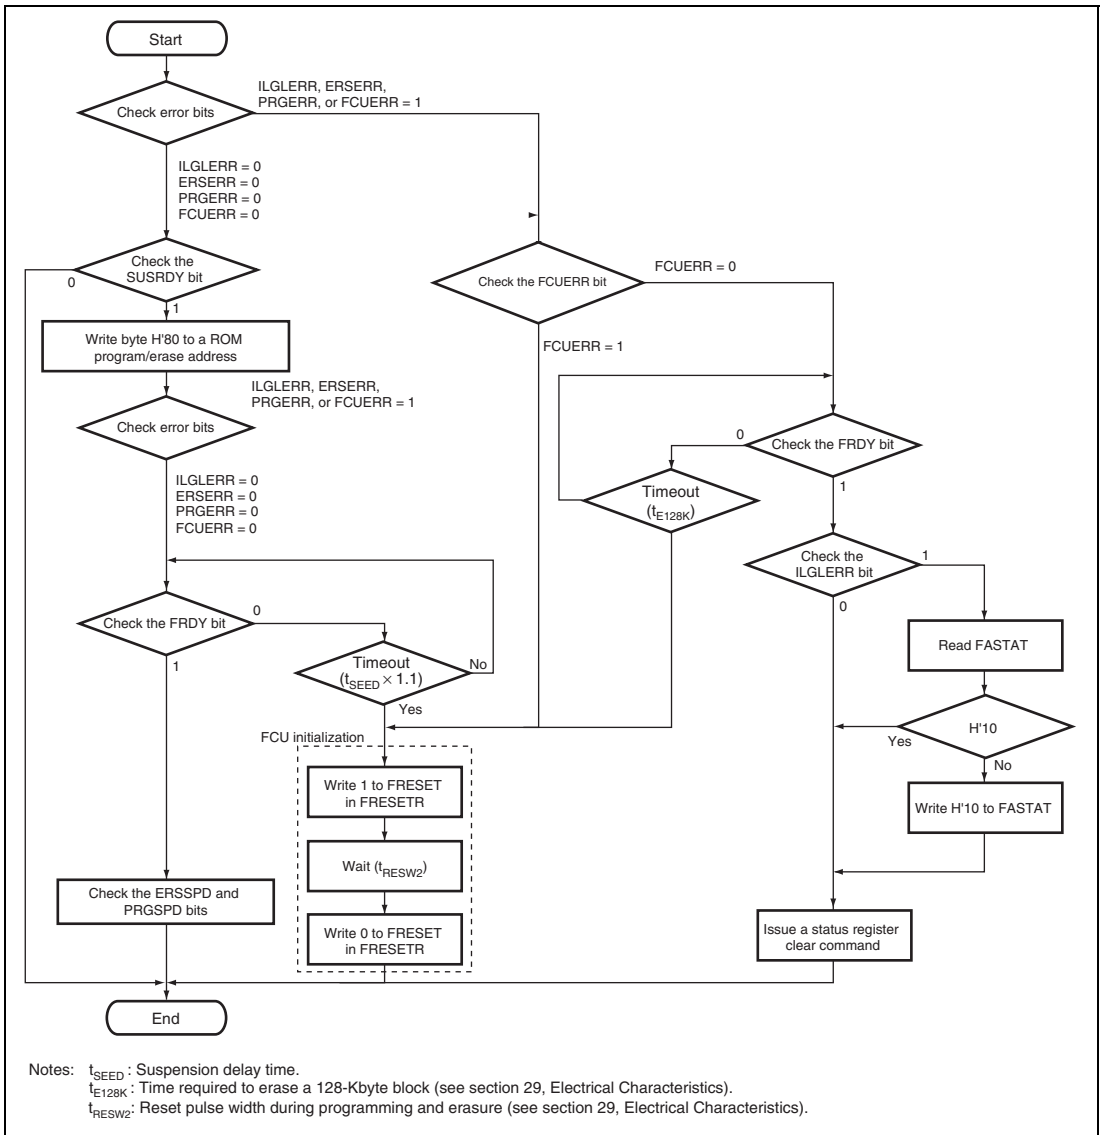 Start
Check error bits
ILGLERR, ERSERR,
PRGERR, or FCUERR = 1
ILGLERR = 0
ERSERR = 0
PRGERR = 0
FCUERR = 0
Check the
SUSRDY bit
0
1
Write byte H'80 to a ROM
program/erase address
Check error bits
ILGLERR, ERSERR,
PRGERR, or FCUERR = 1
ILGLERR = 0
ERSERR = 0
PRGERR = 0
FCUERR = 0
Check the FRDY bit
0
1
Timeout
(tSEED × 1.1)
No
Yes
Check the FCUERR bit
FCUERR = 0
FCUERR = 1
Check the FRDY bit
0
1
Timeout
(tE128K)
Check the
ILGLERR bit
1
0
Read FASTAT
H'10
Yes
No
Write H'10 to FASTAT
FCU initialization
Write 1 to FRESET
in FRESETR
Wait (tRESW2)
Write 0 to FRESET
in FRESETR
Check the ERSSPD and
PRGSPD bits
Issue a status register
clear command
End
Notes: tSEED : Suspension delay time.
tE128K : Time required to erase a 128-Kbyte block (see section 29, Electrical Characteristics).
tRESW2: Reset pulse width during programming and erasure (see section 29, Electrical Characteristics).